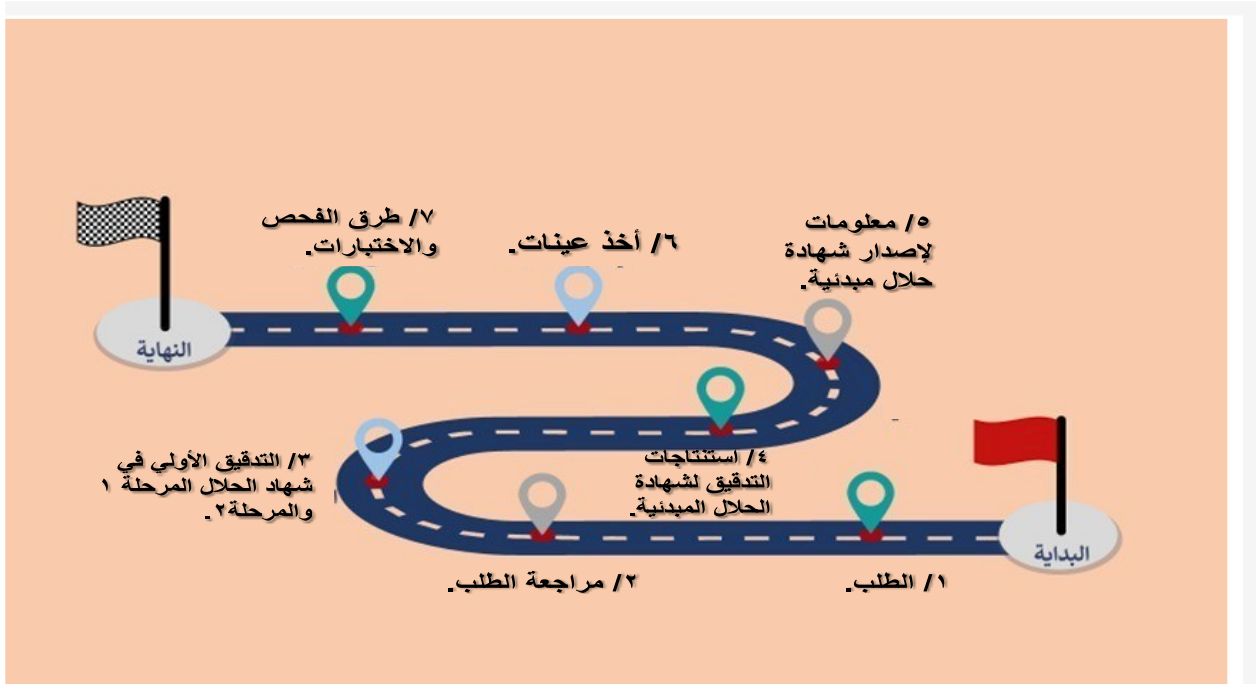 البداية
١/ الطلب.
٢/ مراجعة الطلب.
٣/ التدقيق الأولي في
شهاد الحلال المرحلة ١
والمرحلة٢.
٤/ استنتاجات
التدقيق لشهادة
الحلال المبدئية.
٥/ معلومات
لإصدار شهادة
حلال مبدئية.
٦/ أخذ عينات.
٧/ طرق الفحص
والاختبارات.
النهاية